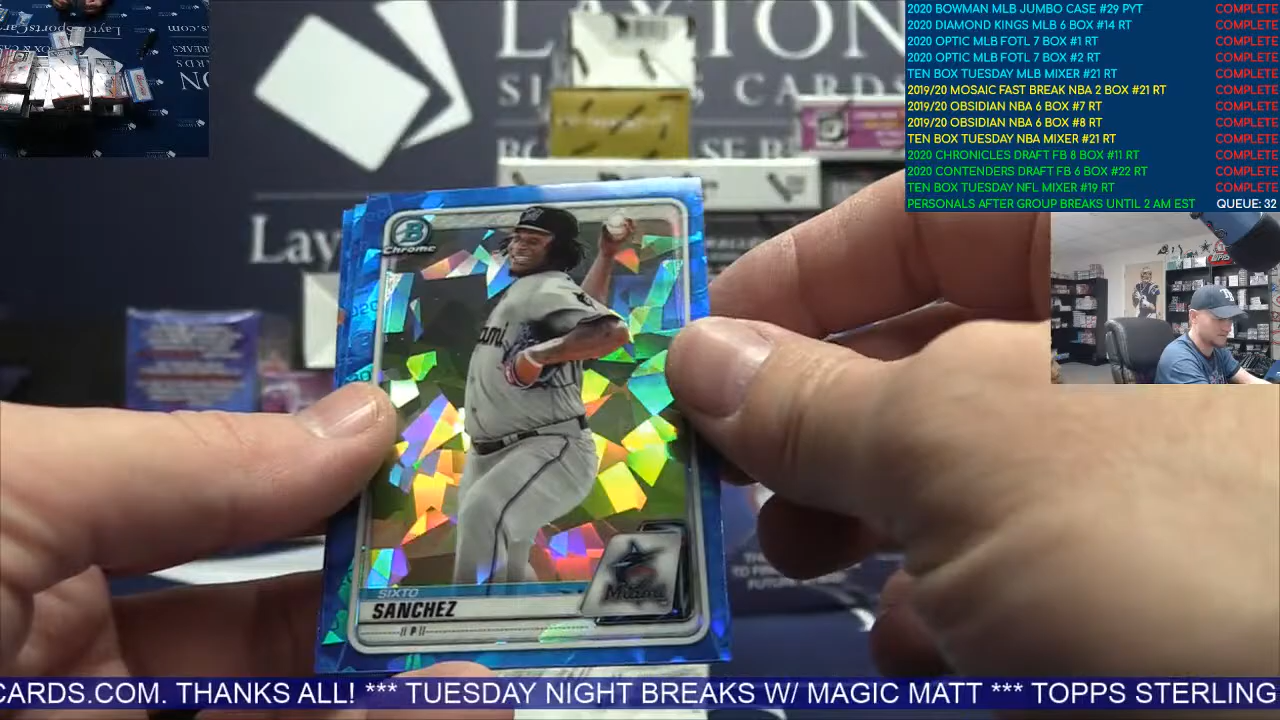 2020 BOWMAN MLB JUMBO CASE #29 PYT COMPLETE
2020 DIAMOND KINGS MLB 6 BOX #14 RT COMPLETE
2020 OPTIC MLB FOTL 7 BOX #1 RT COMPLETE
2020 OPTIC MLB FOTL 7 BOX #2 RT COMPLETE
TEN BOX TUESDAY MLB MIXER #21 RT COMPLETE
2019/20 MOSAIC FAST BREAK NBA 2 BOX #21 RT COMPLETE
2019/20 OBSIDIAN NBA 6 BOX #7 RT COMPLETE
2019/20 OBSIDIAN NBA 6 BOX #8 RT COMPLETE
TEN BOX TUESDAY NBA MIXER #21 RT COMPLETE
2020 CHRONICLES DRAFT FB 8 BOX #11 RT COMPLETE
2020 CONTENDERS DRAFT FB 6 BOX #22 RT COMPLETE
TEN BOX TUESDAY NFL MIXER #19 RT COMPLETE
PERSONALS AFTER GROUP BREAKS UNTIL 2 AM EST QUEUE: 32
LAYTON
CARDS
Lay
B
Chrome
Miami
SIXTO
SANCHEZ
P
CARDS.COM. THANKS ALL! *** TUESDAY NIGHT BREAKS W/ MAGIC MATT *** TOPPS STERLING